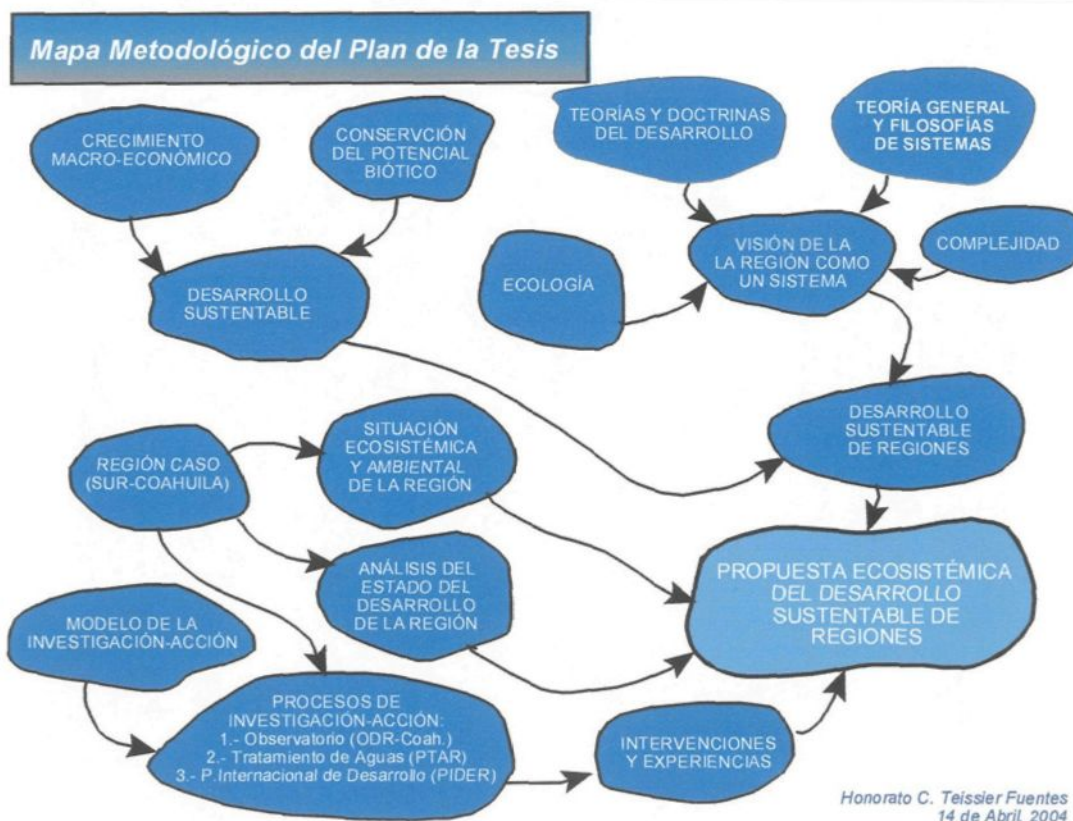 Mapa Metodológico del Plan de la Tesis
CRECIMIENTO
MACRO-ECONÓMICO
CONSERVCIÓN
DEL POTENCIAL
BIÓTICO
TEORÍAS Y DOCTRINAS
DEL DESARROLLO
TEORÍA GENERAL
Y FILOSOFÍAS
DE SISTEMAS
DESARROLLO
SUSTENTABLE
ECOLOGÍA
VISIÓN DE LA
LA REGIÓN COMO
UN SISTEMA
COMPLEJIDAD
DESARROLLO
SUSTENTABLE
DE REGIONES
REGIÓN CASO
(SUR-COAHUILA)
SITUACIÓN
ECOSISTÉMICA
Y AMBIENTAL
DE LA REGIÓN
ANÁLISIS DEL
ESTADO DEL
DESARROLLO
DE LA REGIÓN
PROPUESTA ECOSISTÉMICA
DEL DESARROLLO
SUSTENTABLE DE
REGIONES
MODELO DE LA
INVESTIGACIÓN-ACCIÓN
PROCESOS DE
INVESTIGACIÓN-ACCIÓN:
1.- Observatorio (ODR-Coah.)
2.- Tratamiento de Aguas (PTAR)
3.- P.Internacional de Desarrollo (PIDER)
INTERVENCIONES
Y EXPERIENCIAS
Honorato C. Teissier Fuentes
14 de Abril, 2004